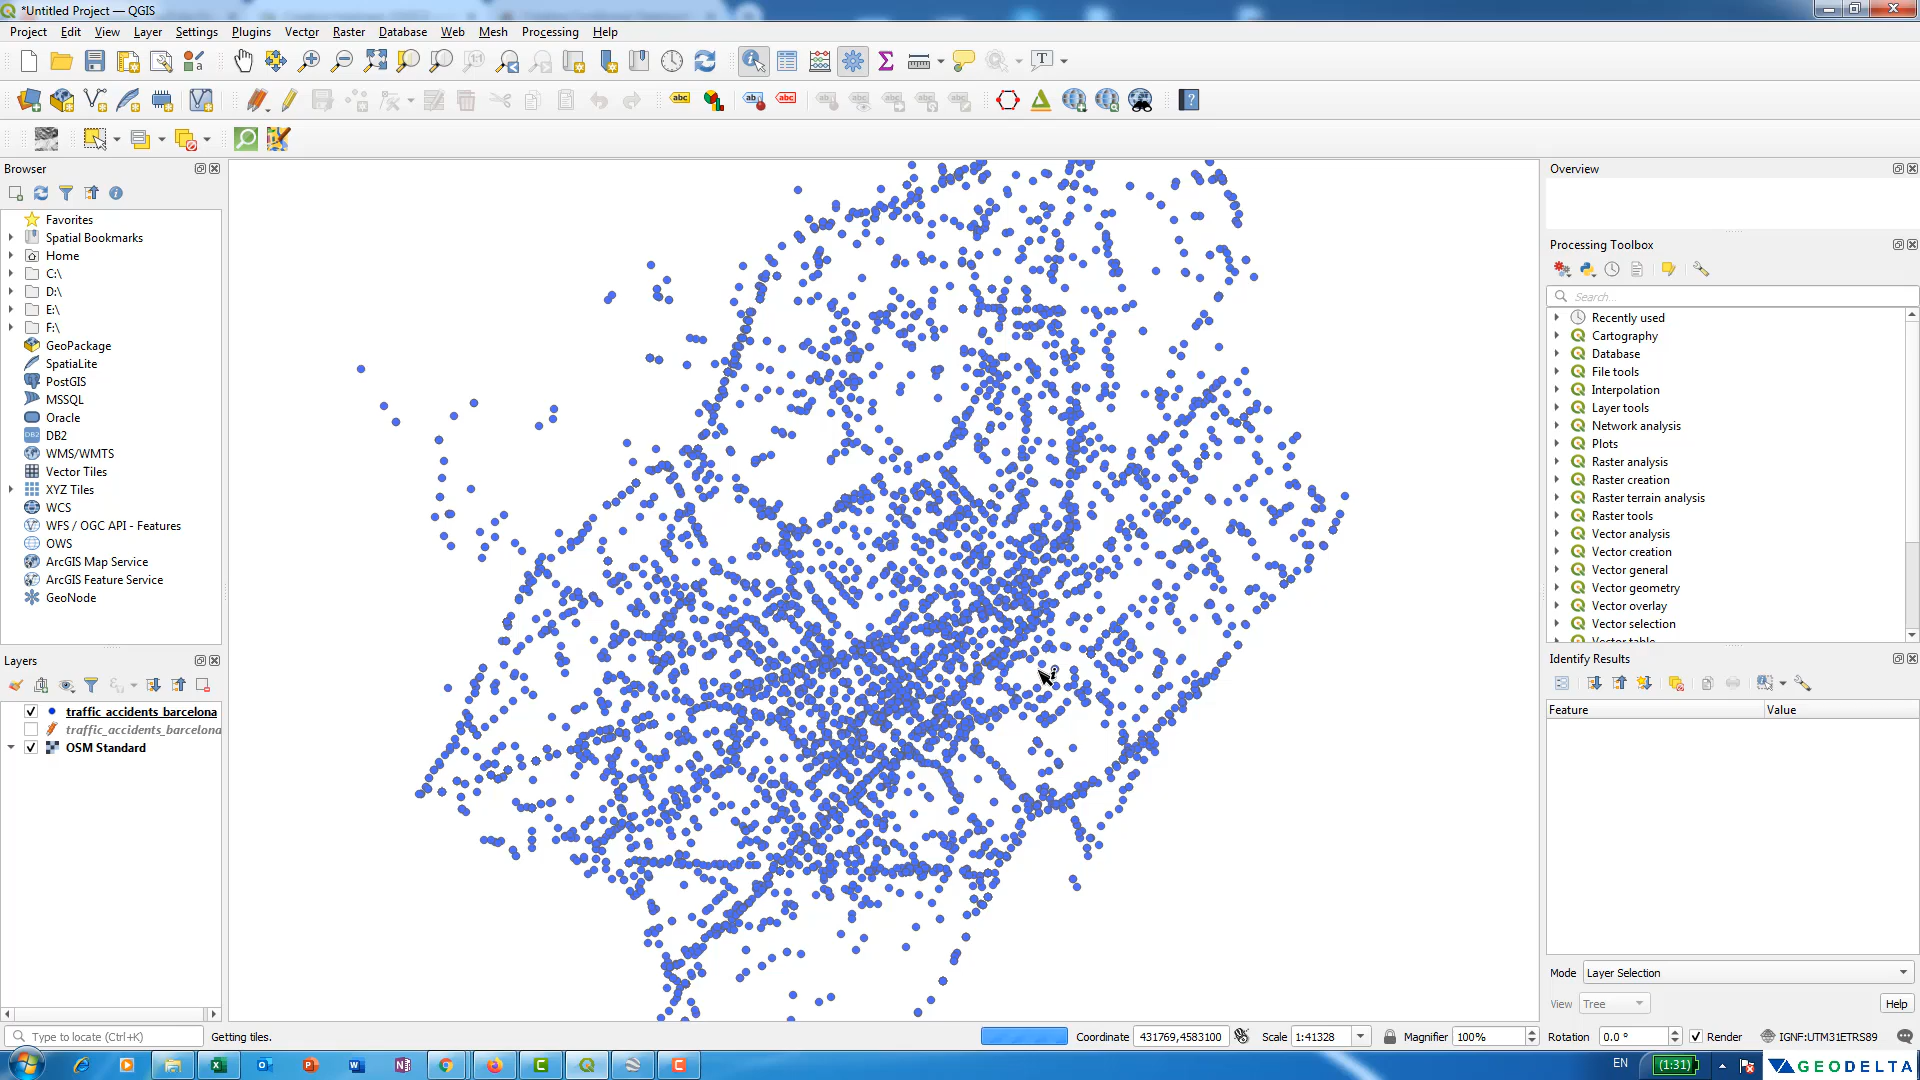 *Untitled Project — QGIS
Project Edit View Layer Settings Plugins Vector Raster Database Web Mesh Processing Help
Browser
Favorites
Spatial Bookmarks
Home
C:\
D:\
E:\
F:\
GeoPackage
SpatiaLite
PostGIS
MSSQL
Oracle
DB2
WMS/WMTS
Vector Tiles
XYZ Tiles
WCS
WFS / OGC API - Features
OWS
ArcGIS Map Service
ArcGIS Feature Service
GeoNode
Layers
traffic_accidents barcelona
traffic_accidents_barcelona
OSM Standard
Overview
Processing Toolbox
Search...
Recently used
Cartography
Database
File tools
Interpolation
Layer tools
Network analysis
Plots
Raster analysis
Raster creation
Raster terrain analysis
Raster tools
Vector analysis
Vector creation
Vector general
Vector geometry
Vector overlay
Vector selection
Vector table
Identify Results
Feature Value
Mode Layer Selection
View Tree Help
Type to locate (Ctrl+K) Getting tiles. Coordinate 431769,4583100 Scale 1:41328 Magnifier 100% Rotation 0.0 ° Render IGNF:UTM31ETRS89
EN (1:31) GEODELTA